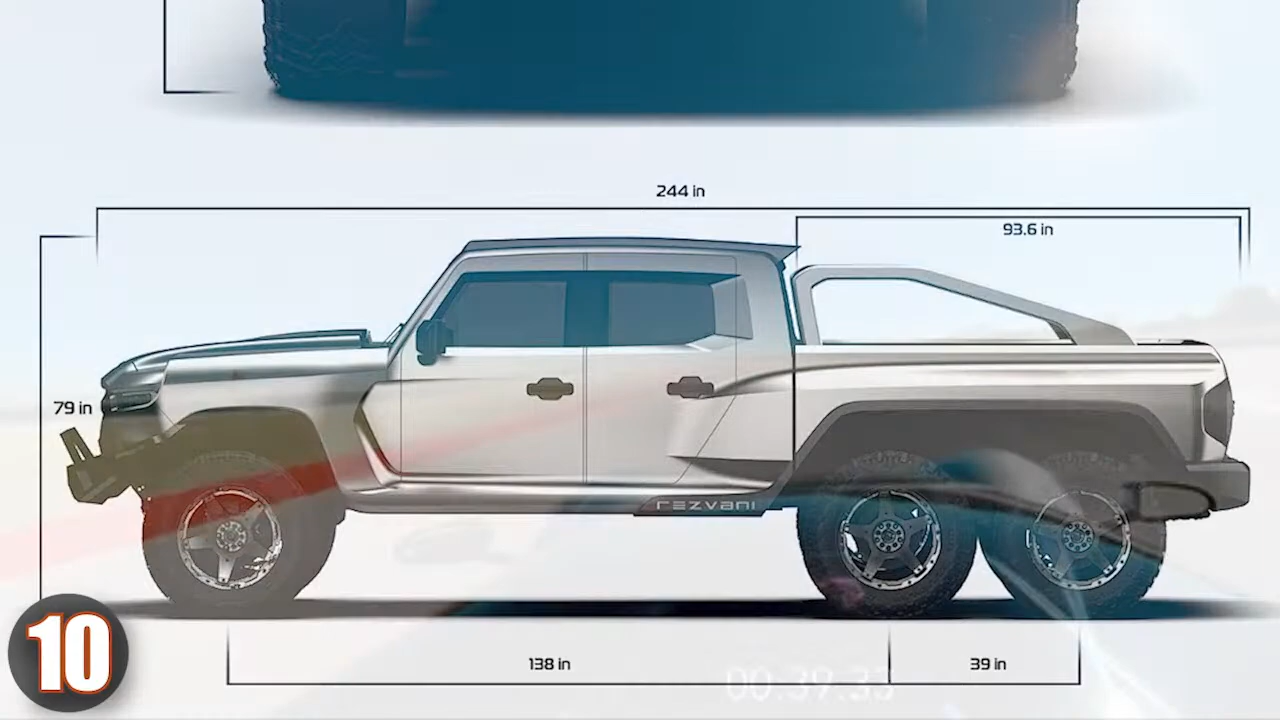 244 in
93.6 in
79 in
REZVANI
10
138 in
39 in
00:39.33